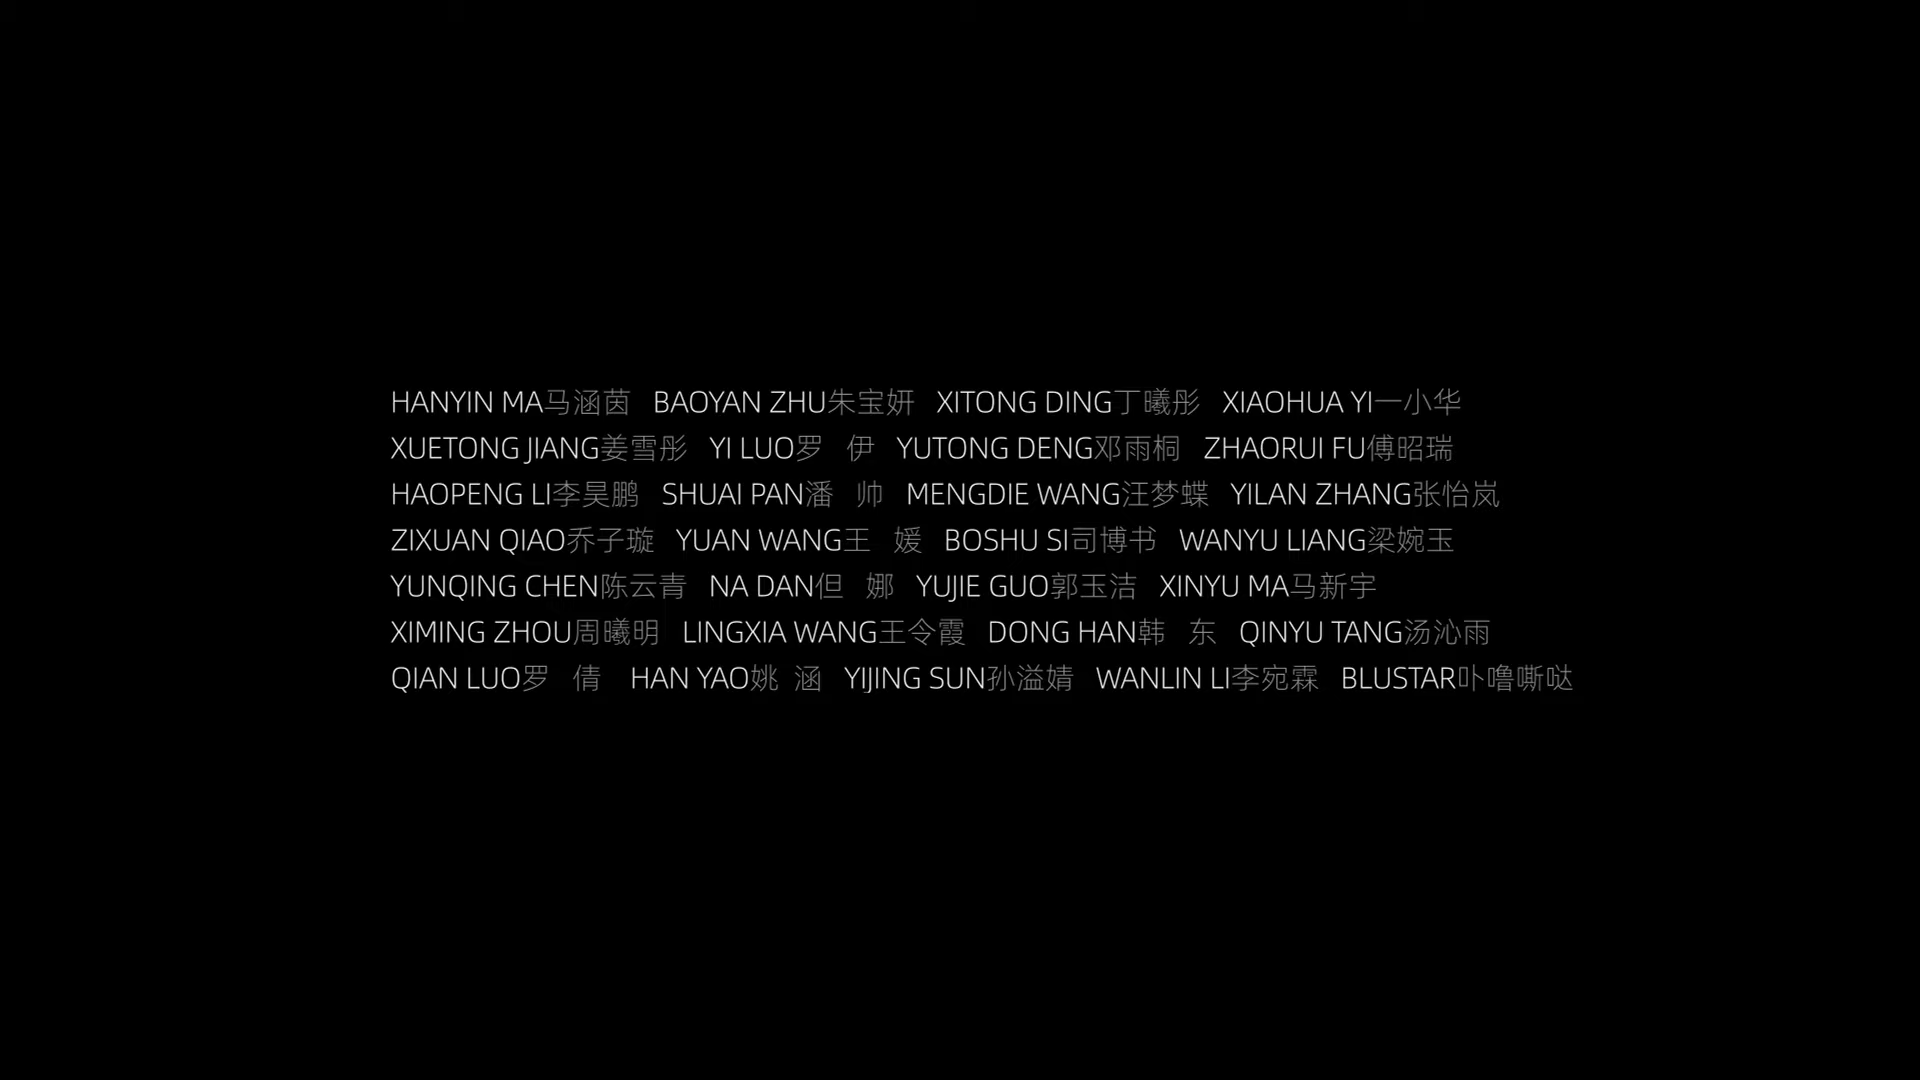 HANYIN MA马涵茵 BAOYAN ZHU朱宝妍 XITONG DING丁曦彤 XIAOHUA YI一小华
XUETONG JIANG姜雪彤 YI LUO罗 伊 YUTONG DENG邓雨桐 ZHAORUI FU傅昭瑞
HAOPENG LI李昊鹏 SHUAI PAN潘 帅 MENGDIE WANG汪梦蝶 YILAN ZHANG张怡岚
ZIXUAN QIAO乔子璇 YUAN WANG王 媛 BOSHU SI司博书 WANYU LIANG梁婉玉
YUNQING CHEN陈云青 NA DAN但 娜 YUJIE GUO郭玉洁 XINYU MA马新宇
XIMING ZHOU周曦明 LINGXIA WANG王令霞 DONG HAN韩 东 QINYU TANG汤沁雨
QIAN LUO罗 倩 HAN YAO姚 涵 YIJING SUN孙溢婧 WANLIN LI李宛霖 BLUSTAR卟噜嘶哒